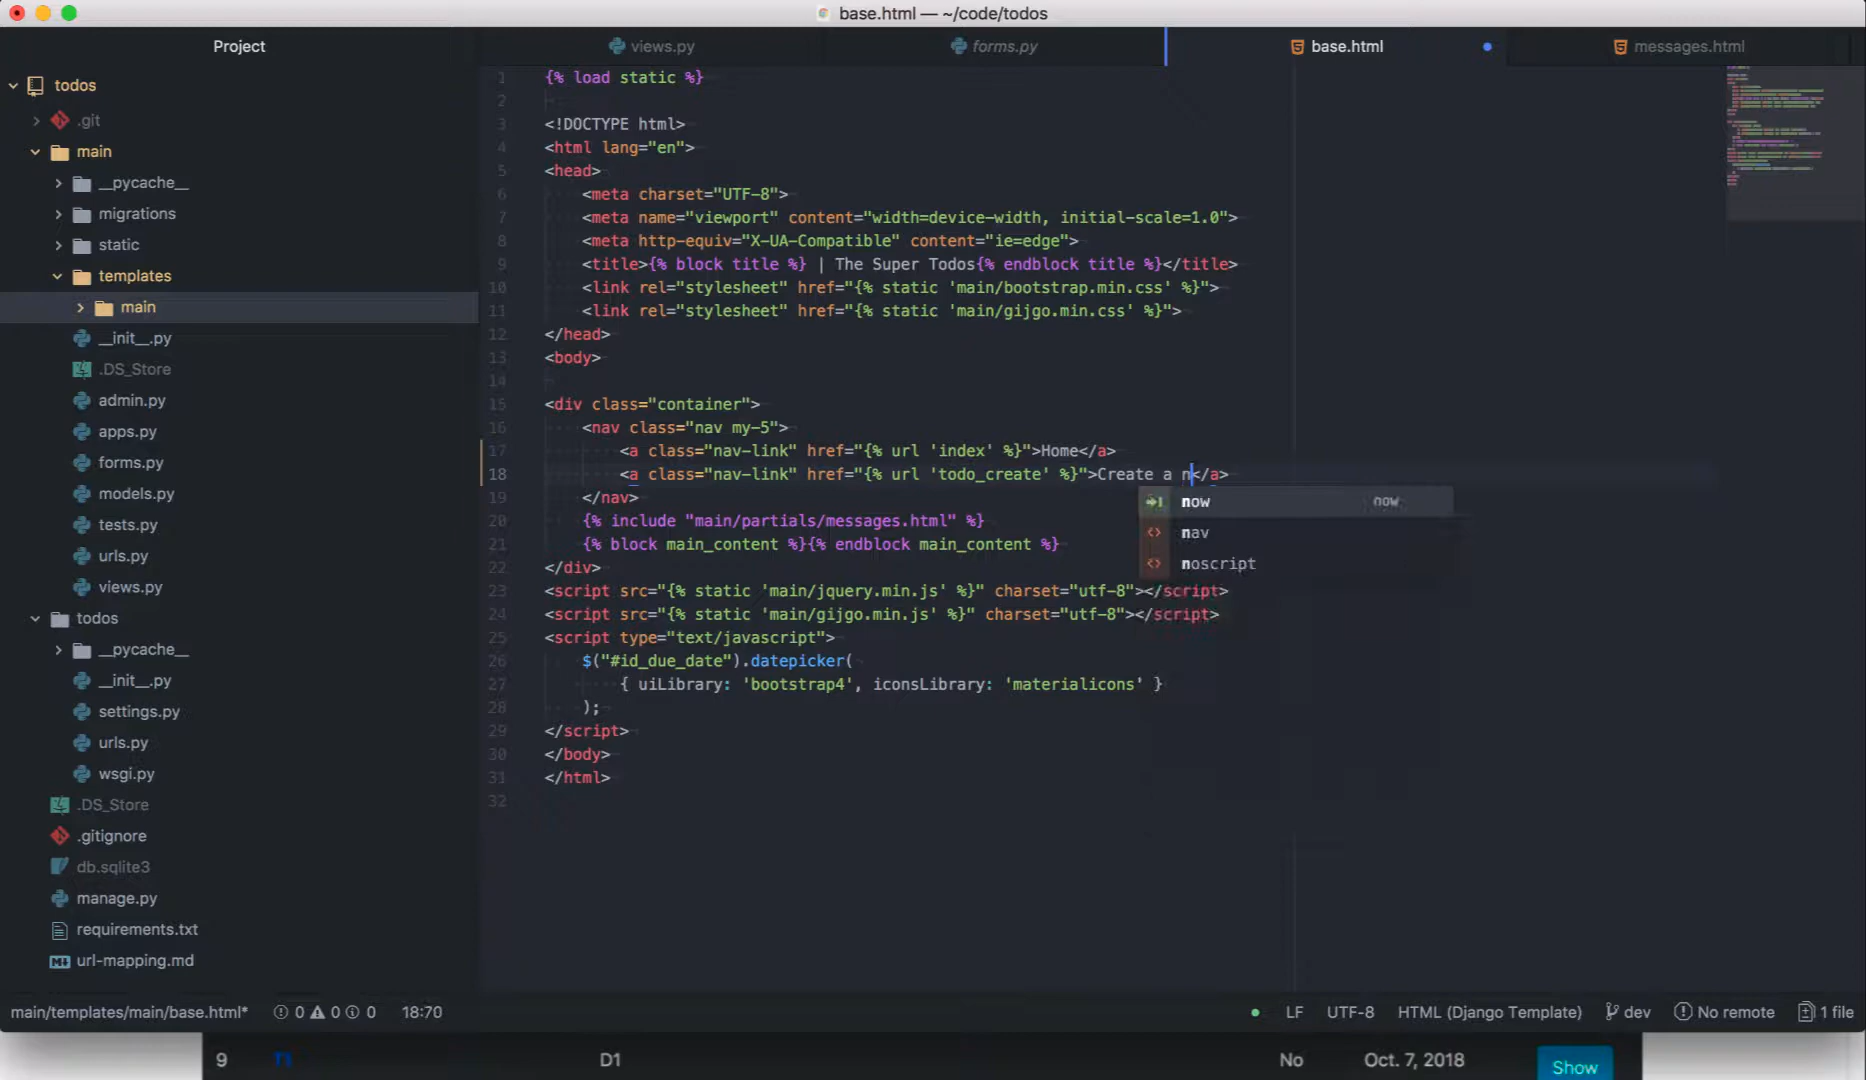 base.html — ~/code/todos
Project
views.py
forms.py
base.html
messages.html
todos
.git
main
__pycache__
migrations
static
templates
main
__init__.py
.DS_Store
admin.py
apps.py
forms.py
models.py
tests.py
urls.py
views.py
todos
__pycache__
__init__.py
settings.py
urls.py
wsgi.py
.DS_Store
.gitignore
db.sqlite3
manage.py
requirements.txt
url-mapping.md
1 {% load static %}
2
3 <!DOCTYPE html>
4 <html lang="en">
5 <head>
6 <meta charset="UTF-8">
7 <meta name="viewport" content="width=device-width, initial-scale=1.0">
8 <meta http-equiv="X-UA-Compatible" content="ie=edge">
9 <title>{% block title %} | The Super Todos{% endblock title %}</title>
10 <link rel="stylesheet" href="{% static 'main/bootstrap.min.css' %}">
11 <link rel="stylesheet" href="{% static 'main/gijgo.min.css' %}">
12 </head>
13 <body>
14
15 <div class="container">
16 <nav class="nav my-5">
17 <a class="nav-link" href="{% url 'index' %}">Home</a>
18 <a class="nav-link" href="{% url 'todo_create' %}">Create a n</a>
19 </nav>
20 {% include "main/partials/messages.html" %}
21 {% block main_content %}{% endblock main_content %}
22 </div>
23 <script src="{% static 'main/jquery.min.js' %}" charset="utf-8"></script>
24 <script src="{% static 'main/gijgo.min.js' %}" charset="utf-8"></script>
25 <script type="text/javascript">
26 $("#id_due_date").datepicker(
27 { uiLibrary: 'bootstrap4', iconsLibrary: 'materialicons' }
28 );
29 </script>
30 </body>
31 </html>
32
now now
nav
noscript
main/templates/main/base.html* 0 0 0 18:70
LF UTF-8 HTML (Django Template) dev No remote 1 file
9 D1 No Oct. 7, 2018 Show